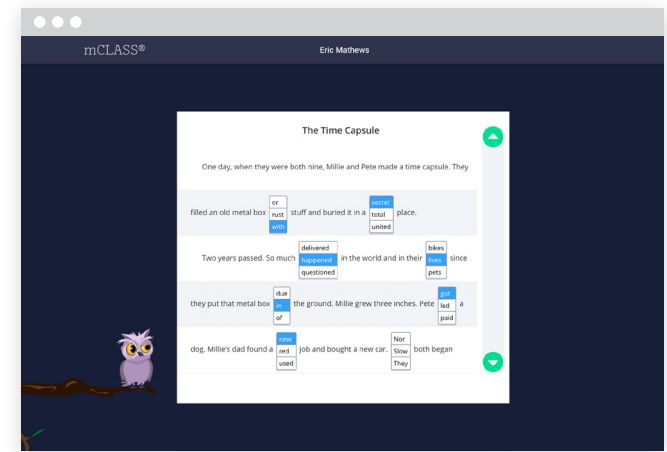 mCLASS®
Eric Mathews
The Time Capsule
One day, when they were both nine, Millie and Pete made a time capsule. They
or secret
filled an old metal box rust stuff and buried it in a total place.
with united
delivered bikes
Two years passed. So much happened in the world and in their lives since
questioned pets
due got
they put that metal box in the ground. Millie grew three inches. Pete led a
of paid
new Nor
dog. Millie's dad found a red job and bought a new car. Slow both began
used They